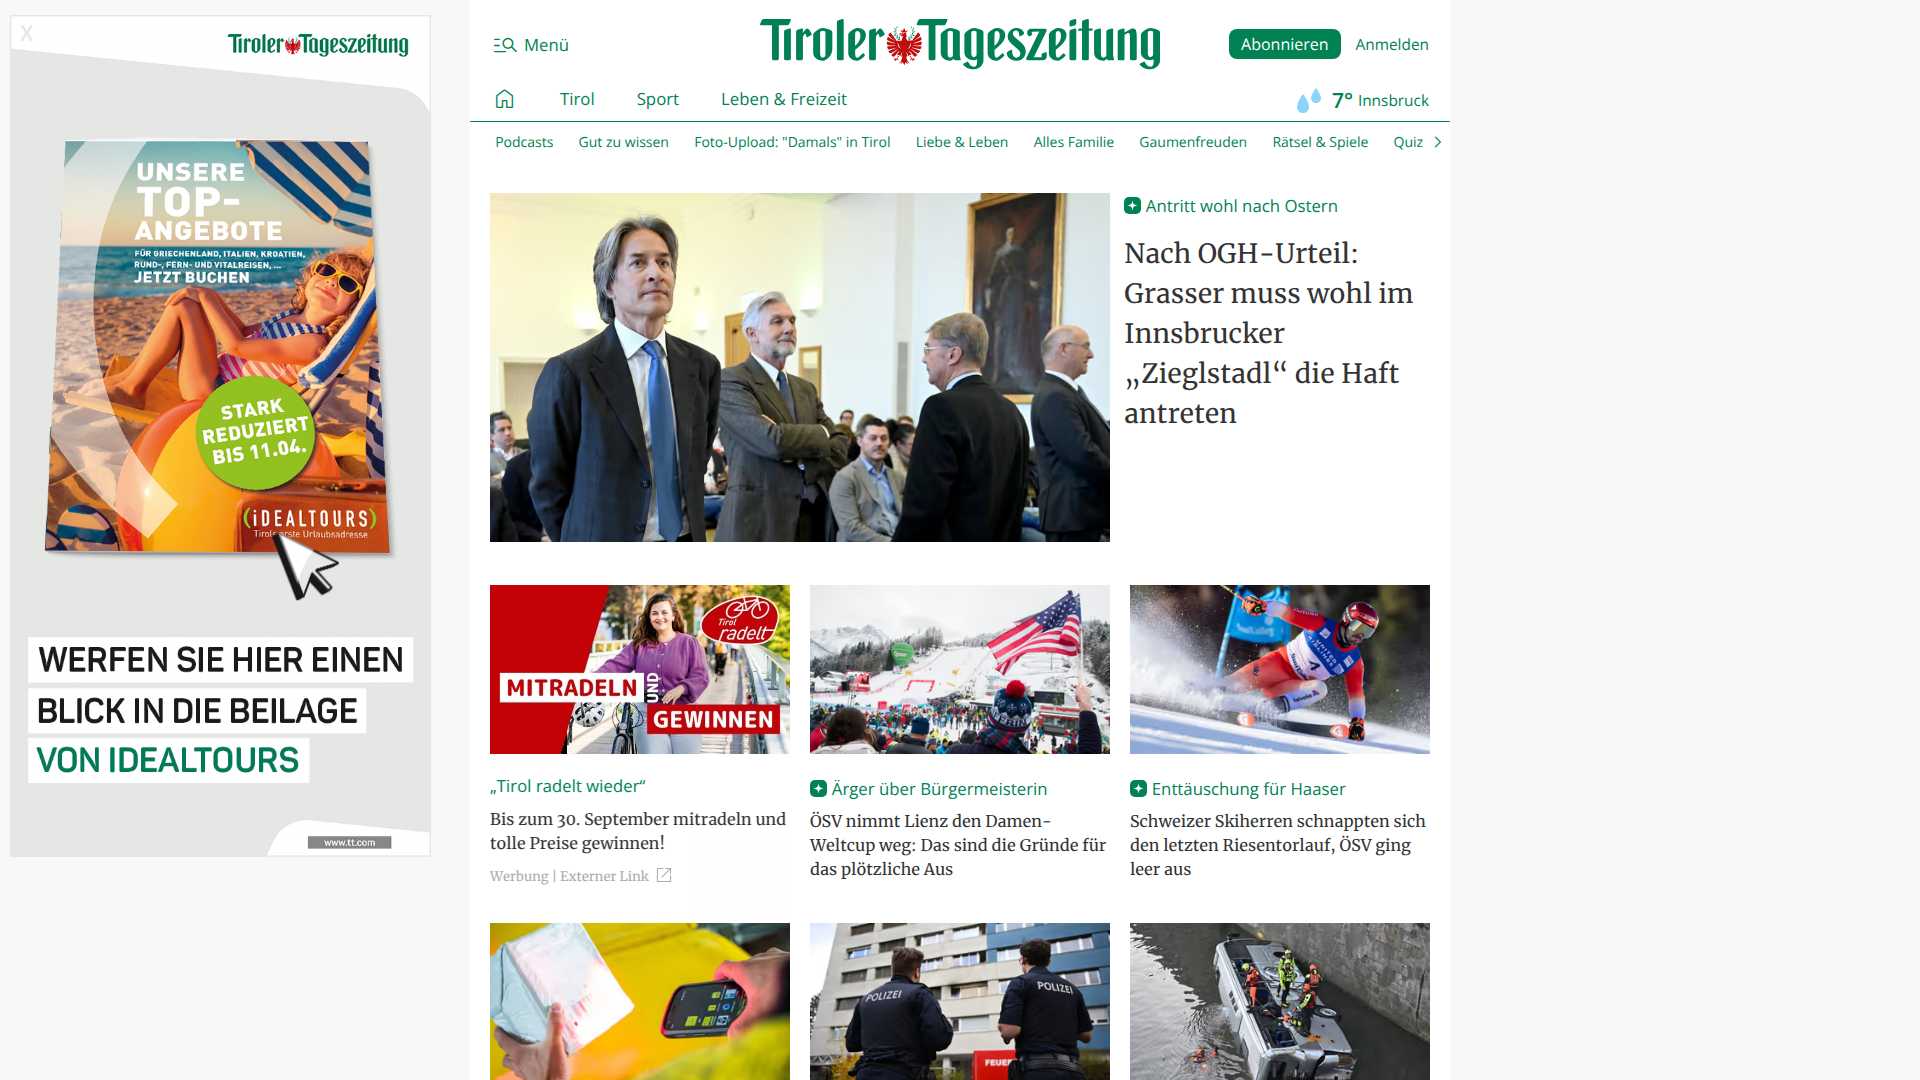 X
Tiroler Tageszeitung
UNSERE
TOP-
ANGEBOTE
FÜR GRIECHENLAND, ITALIEN, KROATIEN,
RUND-, FERN- UND VITALREISEN, ...
JETZT BUCHEN
STARK
REDUZIERT
BIS 11.04.
(iDEALTOURS)
Tirols erste Urlaubsadresse
WERFEN SIE HIER EINEN
BLICK IN DIE BEILAGE
VON IDEALTOURS
www.tt.com
Menü
Tiroler Tageszeitung
Abonnieren
Anmelden
Tirol
Sport
Leben & Freizeit
7° Innsbruck
Podcasts
Gut zu wissen
Foto-Upload: "Damals" in Tirol
Liebe & Leben
Alles Familie
Gaumenfreuden
Rätsel & Spiele
Quiz
Antritt wohl nach Ostern
Nach OGH-Urteil:
Grasser muss wohl im
Innsbrucker
„Zieglstadl“ die Haft
antreten
Tirol
radelt
MITRADELN
UND
GEWINNEN
„Tirol radelt wieder“
Bis zum 30. September mitradeln und
tolle Preise gewinnen!
Werbung | Externer Link
Ärger über Bürgermeisterin
ÖSV nimmt Lienz den Damen-
Weltcup weg: Das sind die Gründe für
das plötzliche Aus
Enttäuschung für Haaser
Schweizer Skiherren schnappten sich
den letzten Riesentorlauf, ÖSV ging
leer aus
POLIZEI
POLIZEI
FEUER